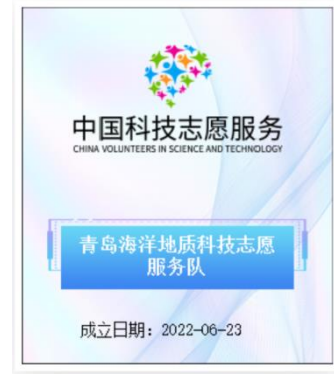 中国科技志愿服务
CHINA VOLUNTEERS IN SCIENCE AND TECHNOLOGY
青岛海洋地质科技志愿
服务队
成立日期：2022-06-23